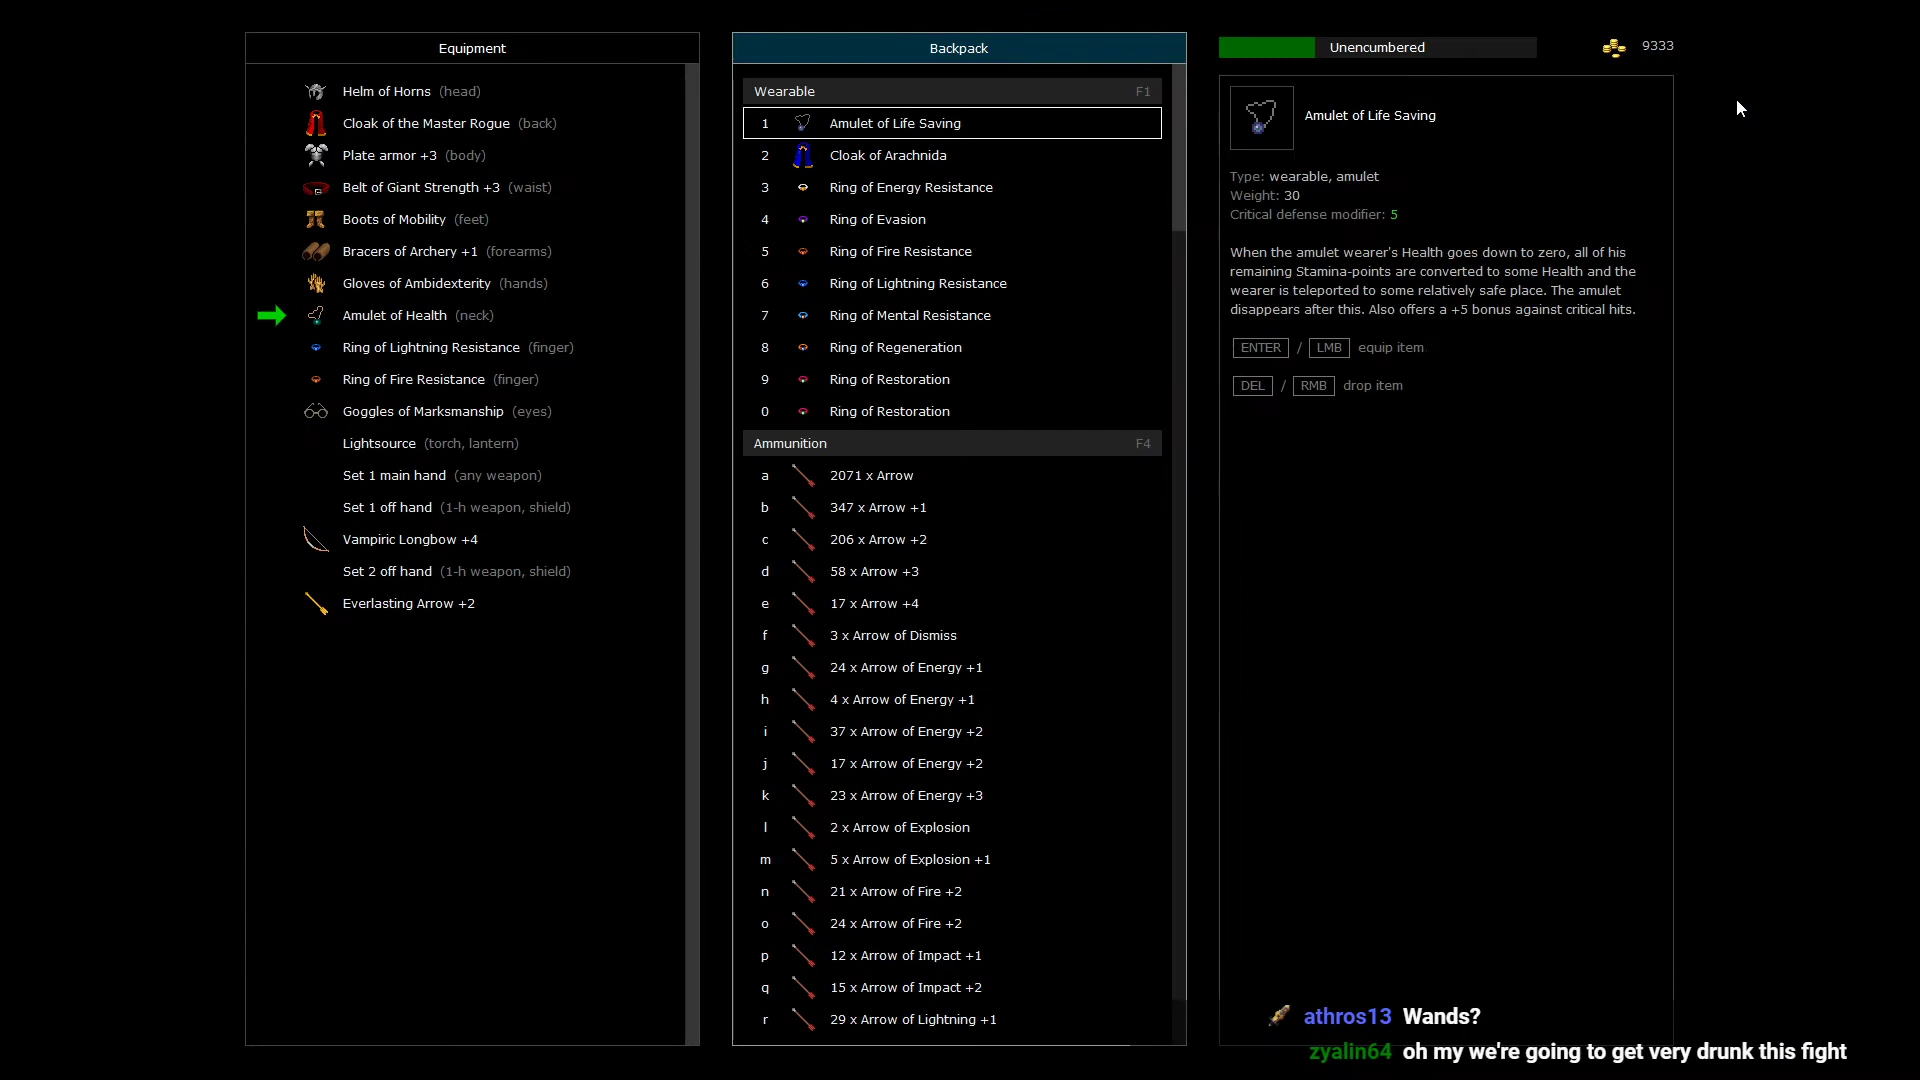 Equipment
Helm of Horns (head)
Cloak of the Master Rogue (back)
Plate armor +3 (body)
Belt of Giant Strength +3 (waist)
Boots of Mobility (feet)
Bracers of Archery +1 (forearms)
Gloves of Ambidexterity (hands)
Amulet of Health (neck)
Ring of Lightning Resistance (finger)
Ring of Fire Resistance (finger)
Goggles of Marksmanship (eyes)
Lightsource (torch, lantern)
Set 1 main hand (any weapon)
Set 1 off hand (1-h weapon, shield)
Vampiric Longbow +4
Set 2 off hand (1-h weapon, shield)
Everlasting Arrow +2
Backpack
Wearable F1
1 Amulet of Life Saving
2 Cloak of Arachnida
3 Ring of Energy Resistance
4 Ring of Evasion
5 Ring of Fire Resistance
6 Ring of Lightning Resistance
7 Ring of Mental Resistance
8 Ring of Regeneration
9 Ring of Restoration
0 Ring of Restoration
Ammunition F4
a 2071 x Arrow
b 347 x Arrow +1
c 206 x Arrow +2
d 58 x Arrow +3
e 17 x Arrow +4
f 3 x Arrow of Dismiss
g 24 x Arrow of Energy +1
h 4 x Arrow of Energy +1
i 37 x Arrow of Energy +2
j 17 x Arrow of Energy +2
k 23 x Arrow of Energy +3
l 2 x Arrow of Explosion
m 5 x Arrow of Explosion +1
n 21 x Arrow of Fire +2
o 24 x Arrow of Fire +2
p 12 x Arrow of Impact +1
q 15 x Arrow of Impact +2
r 29 x Arrow of Lightning +1
Unencumbered 9333
Amulet of Life Saving
Type: wearable, amulet
Weight: 30
Critical defense modifier: 5
When the amulet wearer's Health goes down to zero, all of his
remaining Stamina-points are converted to some Health and the
wearer is teleported to some relatively safe place. The amulet
disappears after this. Also offers a +5 bonus against critical hits.
ENTER / LMB equip item
DEL / RMB drop item
athros13 Wands?
zyalin64 oh my we're going to get very drunk this fight